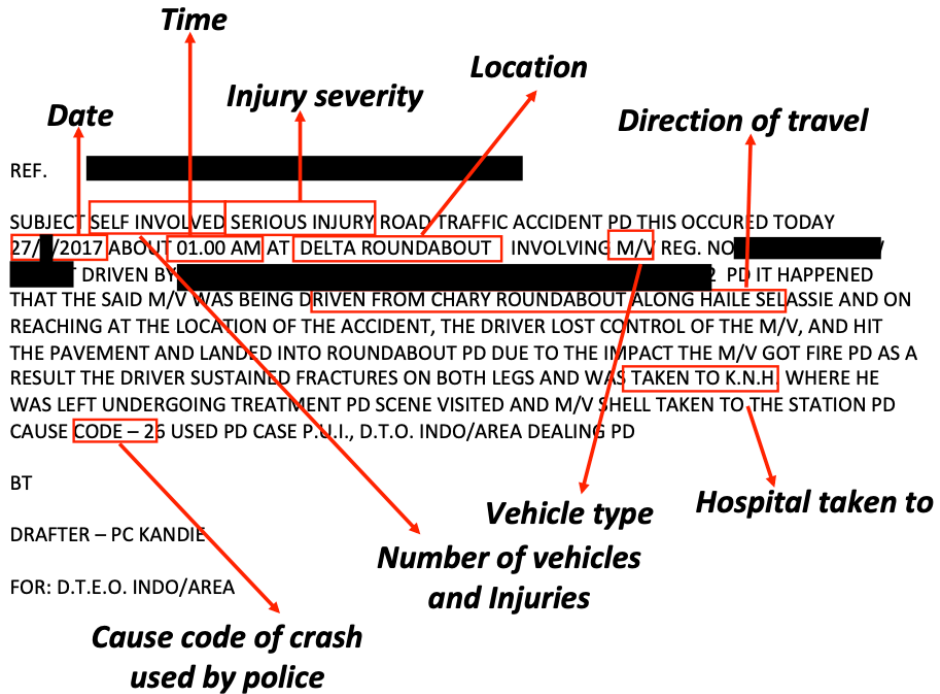 Time
Location
Injury severity
Date
Direction of travel
REF.
SUBJECT SELF INVOLVED SERIOUS INJURY ROAD TRAFFIC ACCIDENT PD THIS OCCURED TODAY
27/ /2017 ABOUT 01.00 AM AT DELTA ROUNDABOUT INVOLVING M/V REG. NO
T DRIVEN BY 2 PD IT HAPPENED
THAT THE SAID M/V WAS BEING DRIVEN FROM CHARY ROUNDABOUT ALONG HAILE SELASSIE AND ON
REACHING AT THE LOCATION OF THE ACCIDENT, THE DRIVER LOST CONTROL OF THE M/V, AND HIT
THE PAVEMENT AND LANDED INTO ROUNDABOUT PD DUE TO THE IMPACT THE M/V GOT FIRE PD AS A
RESULT THE DRIVER SUSTAINED FRACTURES ON BOTH LEGS AND WAS TAKEN TO K.N.H. WHERE HE
WAS LEFT UNDERGOING TREATMENT PD SCENE VISITED AND M/V SHELL TAKEN TO THE STATION PD
CAUSE CODE – 26 USED PD CASE P.U.I., D.T.O. INDO/AREA DEALING PD
BT
Vehicle type
Hospital taken to
DRAFTER – PC KANDIE
Number of vehicles
and Injuries
FOR: D.T.E.O. INDO/AREA
Cause code of crash
used by police